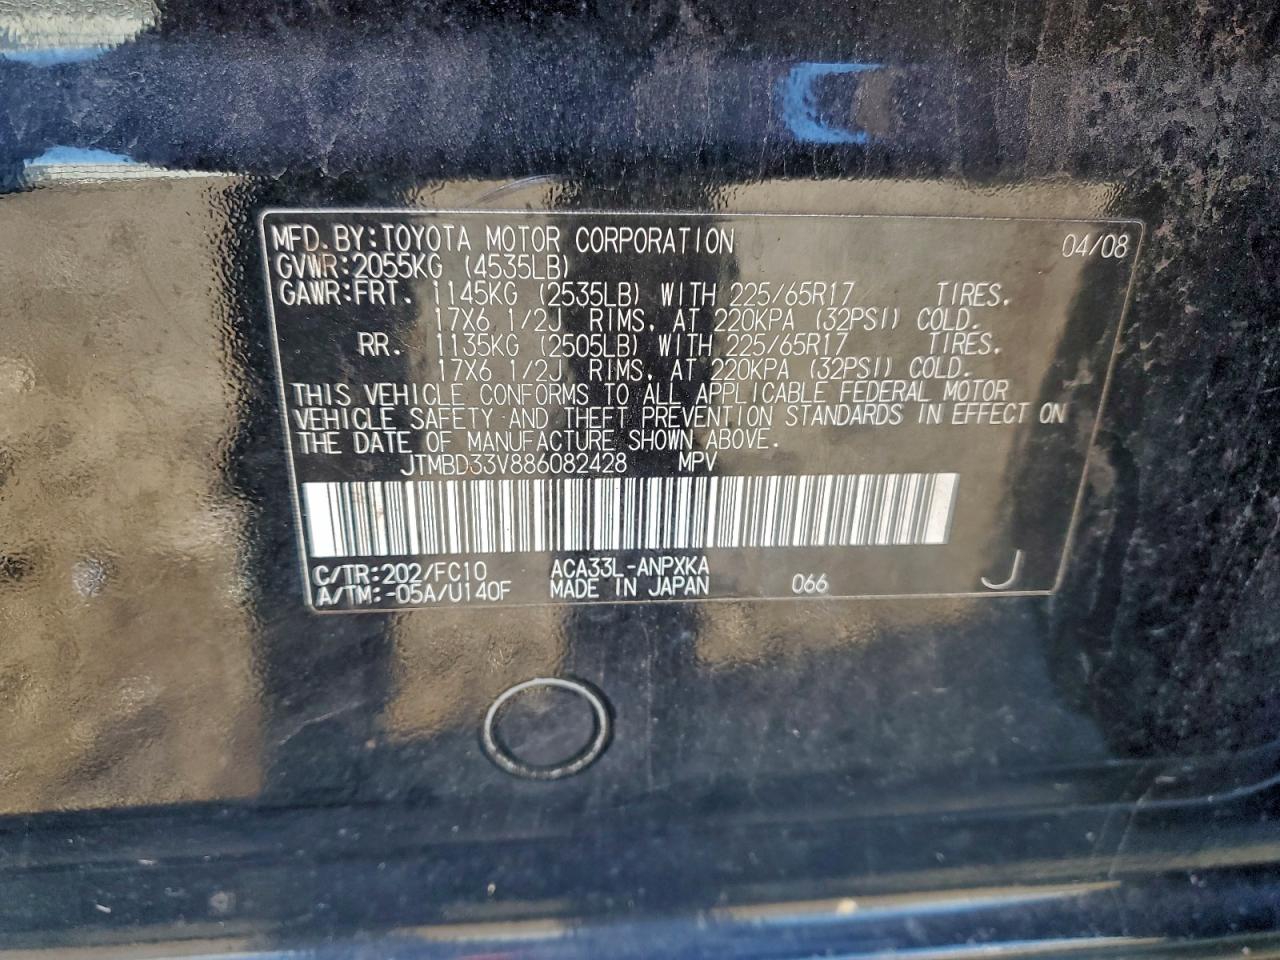 MFD. BY: TOYOTA MOTOR CORPORATION 04/08
GVWR: 2055KG (4535LB)
GAWR: FRT. 1145KG (2535LB) WITH 225/65R17 TIRES,
17X6 1/2J RIMS, AT 220KPA (32PSI) COLD.
RR. 1135KG (2505LB) WITH 225/65R17 TIRES,
17X6 1/2J RIMS, AT 220KPA (32PSI) COLD.
THIS VEHICLE CONFORMS TO ALL APPLICABLE FEDERAL MOTOR
VEHICLE SAFETY AND THEFT PREVENTION STANDARDS IN EFFECT ON
THE DATE OF MANUFACTURE SHOWN ABOVE.
JTMBD33V886082428 MPV
C/TR: 202/FC10 ACA33L-ANPXKA
A/TM: -05A/U140F MADE IN JAPAN 066 J